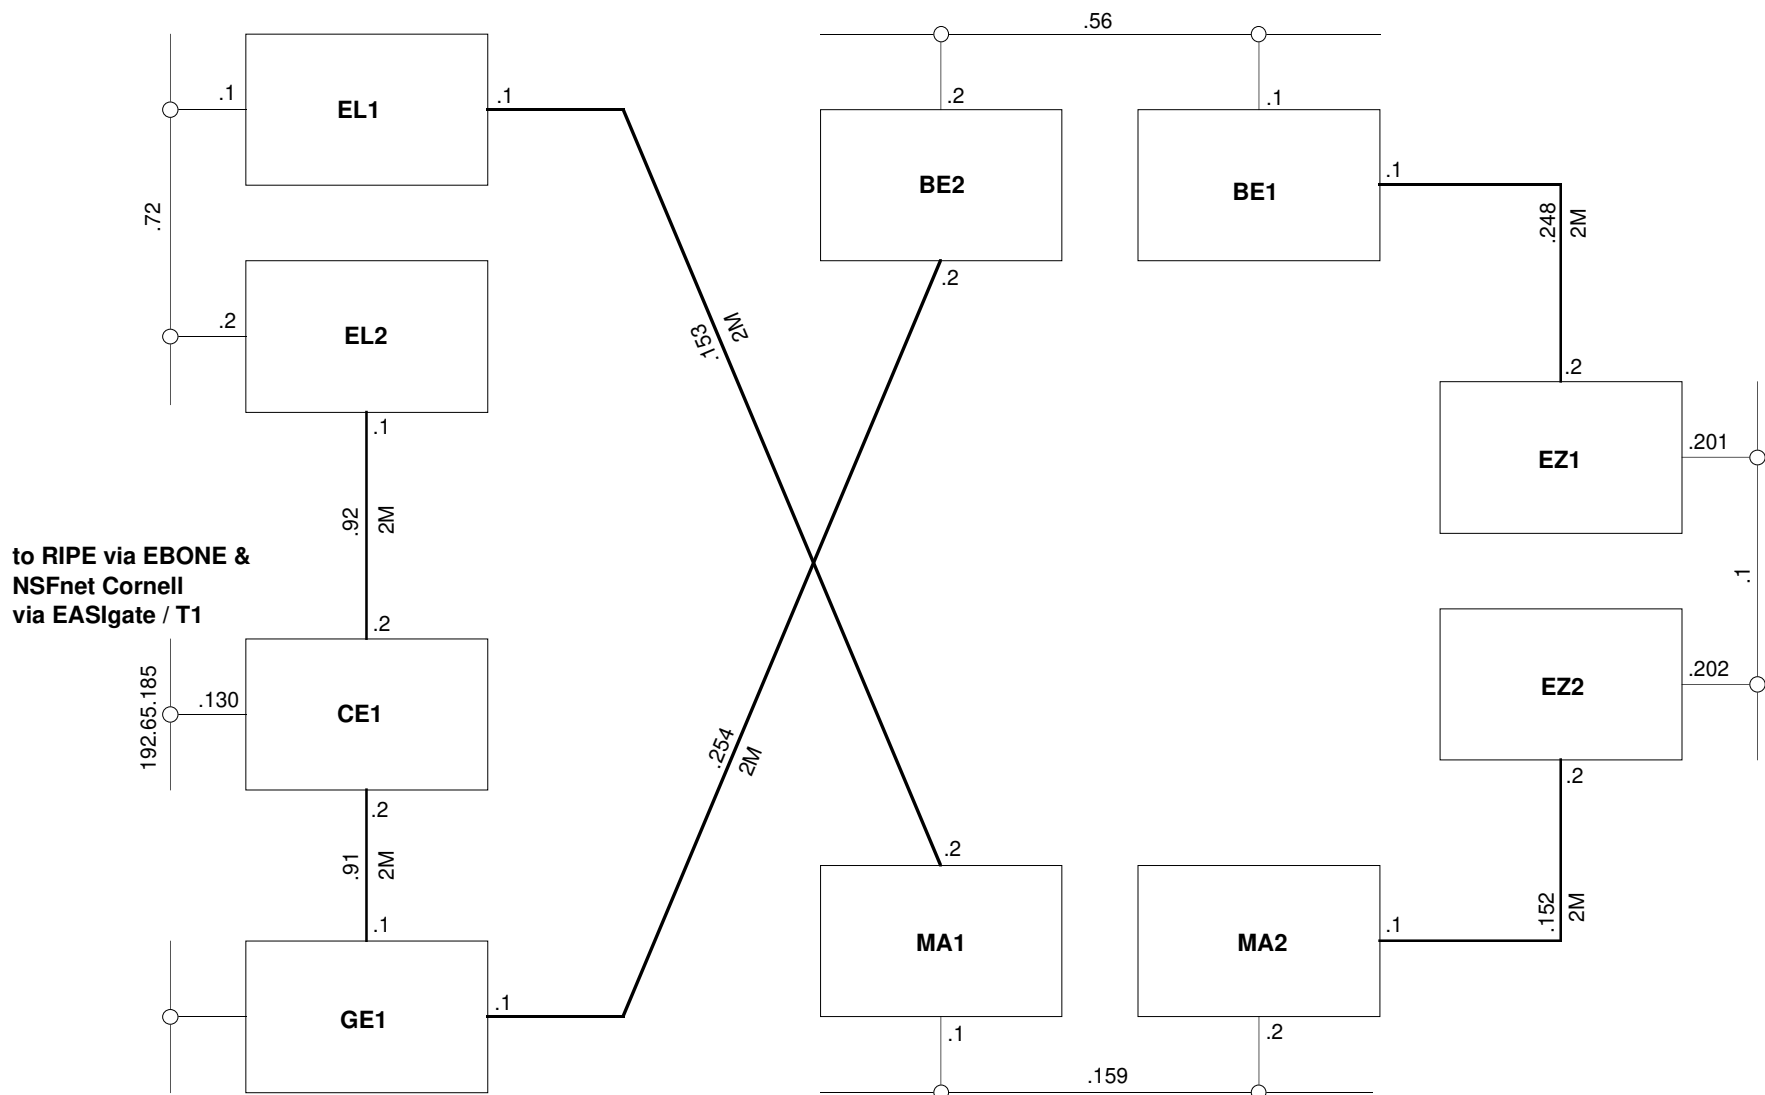 .56
.1
EL1
.1
.2
.1
BE2
BE1
.1
.72
.248
2M
.2
.2
EL2
.153
2M
.2
.1
.201
EZ1
.92
2M
to RIPE via EBONE &
NSFnet Cornell
via EASIgate / T1
.1
.2
192.65.185
.130
CE1
.202
EZ2
.254
2M
.2
.2
.91
2M
.2
.152
2M
.1
.1
MA1
MA2
.1
GE1
.1
.2
.159